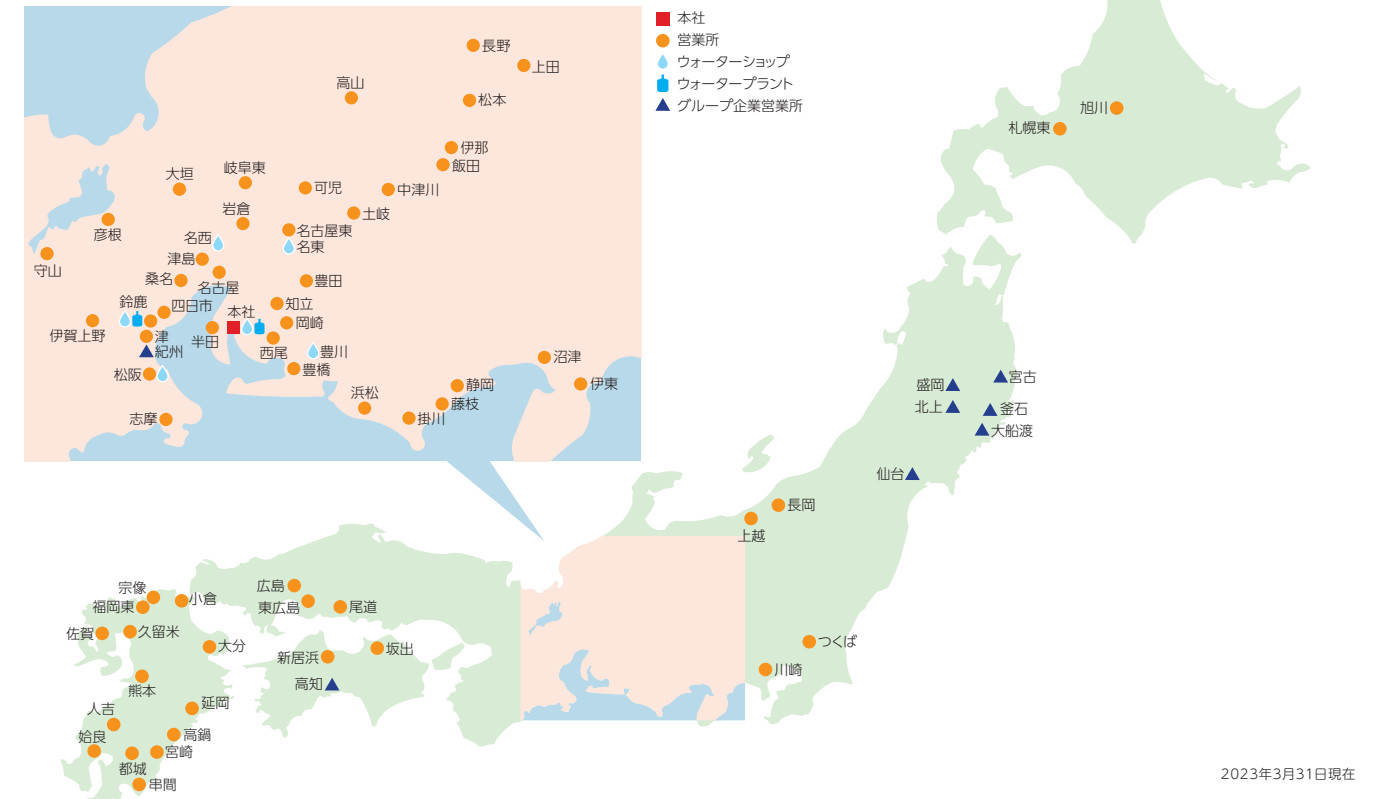 本社
営業所
ウォーターショップ
ウォータープラント
グループ企業営業所
長野
上田
高山
松本
伊那
飯田
岐阜東
大垣
可児
中津川
岩倉
土岐
彦根
名古屋東
名西
名東
守山
津島
桑名
名古屋
豊田
鈴鹿
四日市
本社
知立
岡崎
伊賀上野
津
半田
西尾
紀州
豊川
豊橋
松阪
志摩
浜松
掛川
藤枝
静岡
沼津
伊東
旭川
札幌東
盛岡
宮古
北上
釜石
大船渡
仙台
長岡
上越
つくば
川崎
広島
東広島
尾道
宗像
福岡東
小倉
佐賀
久留米
大分
新居浜
坂出
高知
熊本
人吉
延岡
姶良
高鍋
宮崎
都城
串間
2023年3月31日現在